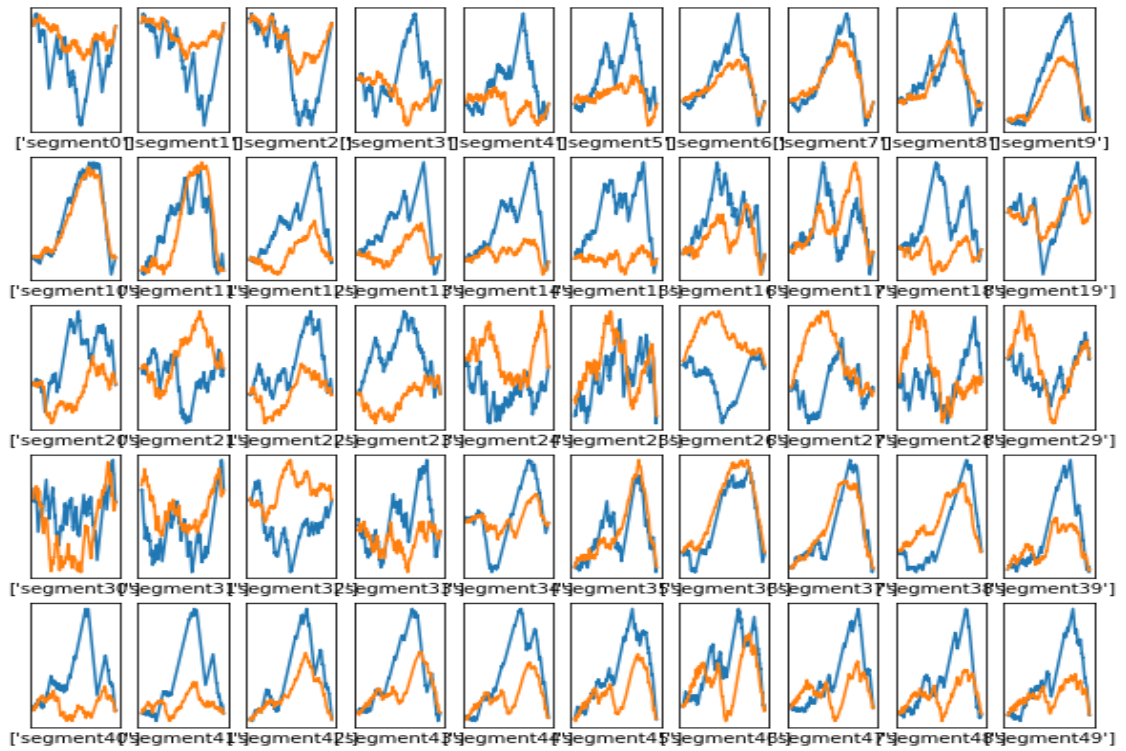 ['segment0'] ['segment1'] ['segment2'] ['segment3'] ['segment4'] ['segment5'] ['segment6'] ['segment7'] ['segment8'] ['segment9']
['segment10'] ['segment11'] ['segment12'] ['segment13'] ['segment14'] ['segment15'] ['segment16'] ['segment17'] ['segment18'] ['segment19']
['segment20'] ['segment21'] ['segment22'] ['segment23'] ['segment24'] ['segment25'] ['segment26'] ['segment27'] ['segment28'] ['segment29']
['segment30'] ['segment31'] ['segment32'] ['segment33'] ['segment34'] ['segment35'] ['segment36'] ['segment37'] ['segment38'] ['segment39']
['segment40'] ['segment41'] ['segment42'] ['segment43'] ['segment44'] ['segment45'] ['segment46'] ['segment47'] ['segment48'] ['segment49']